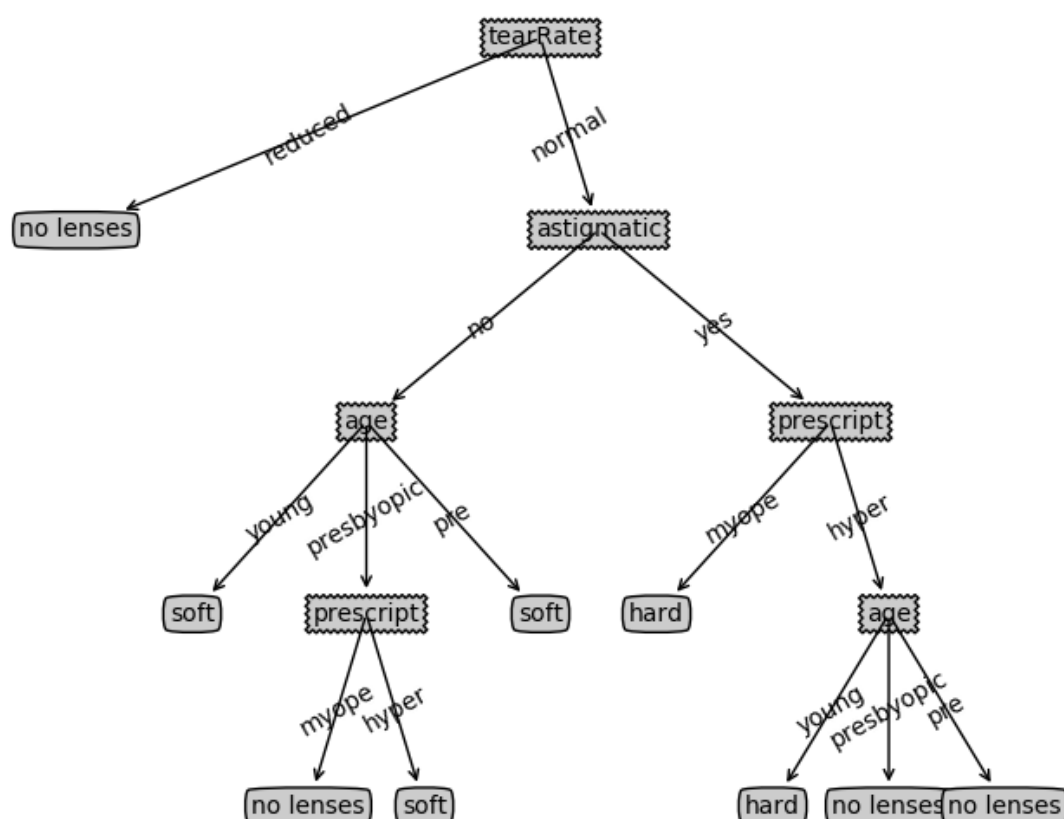 tearRate
reduced
normal
no lenses
astigmatic
no
yes
age
prescript
young
presbyopic
pre
myope
hyper
soft
prescript
soft
hard
age
myope
hyper
young
presbyopic
pre
no lenses
soft
hard
no lenses
no lenses